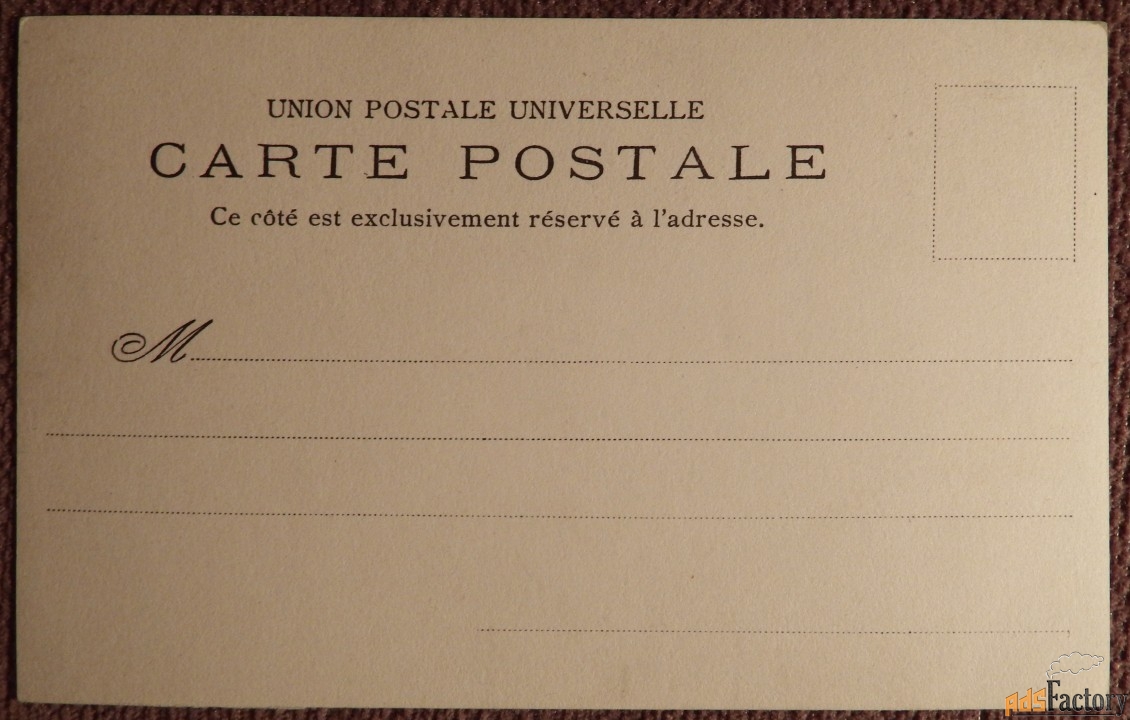 UNION POSTALE UNIVERSELLE
CARTE POSTALE
Ce côté est exclusivement réservé à l'adresse.
M
AdsFactory